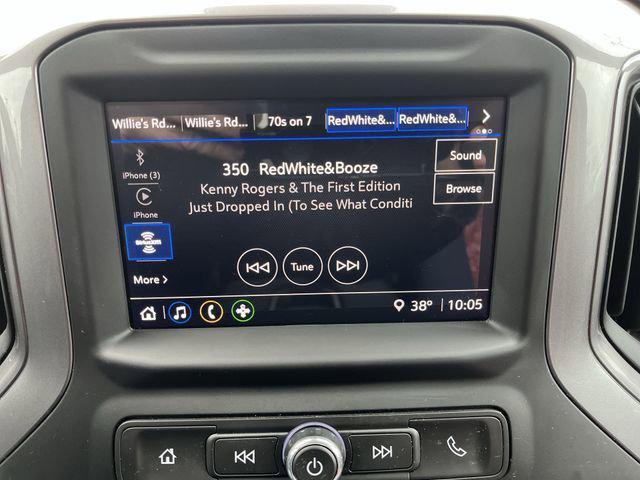 Willie's Rd... Willie's Rd... 70s on 7 RedWhite&... RedWhite&...
iPhone (3)
iPhone
SiriusXM
More
350 RedWhite&Booze
Kenny Rogers & The First Edition
Just Dropped In (To See What Conditi
Sound
Browse
Tune
38° 10:05